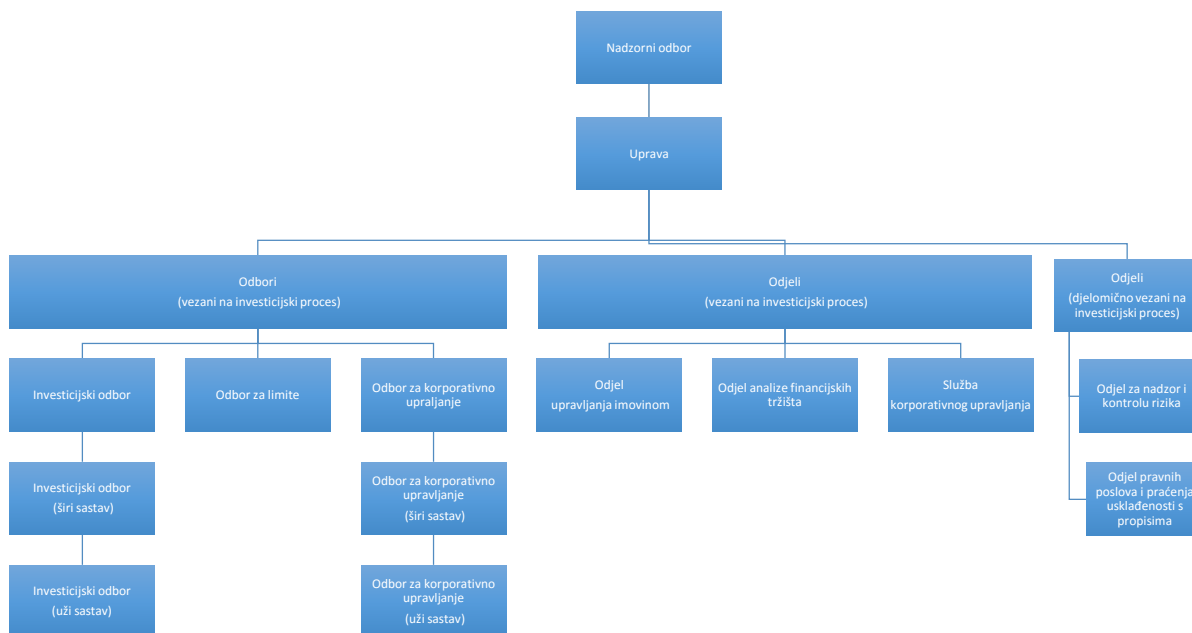 Nadzorni odbor
Uprava
Odbori
(vezani na investicijski proces)
Odjeli
(vezani na investicijski proces)
Odjeli
(djelomično vezani na
investicijski proces)
Investicijski odbor
Odbor za limite
Odbor za korporativno
upraljanje
Odjel
upravljanja imovinom
Odjel analize financijskih
tržišta
Služba
korporativnog upravljanja
Odjel za nadzor i
kontrolu rizika
Investicijski odbor
(širi sastav)
Odbor za korporativno
upravljanje
(širi sastav)
Odjel pravnih
poslova i praćenja
usklađenosti s
propisima
Investicijski odbor
(uži sastav)
Odbor za korporativno
upravljanje
(uži sastav)